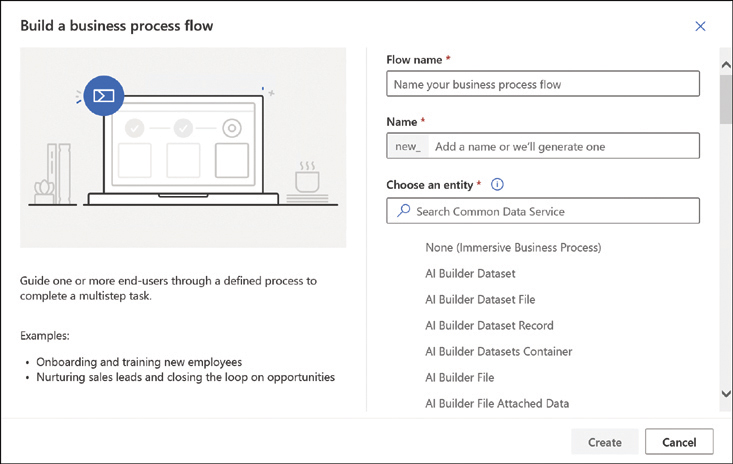 Build a business process flow
Guide one or more end-users through a defined process to
complete a multistep task.
Examples:
• Onboarding and training new employees
• Nurturing sales leads and closing the loop on opportunities
Flow name *
Name your business process flow
Name *
new_ Add a name or we'll generate one
Choose an entity *
Search Common Data Service
None (Immersive Business Process)
AI Builder Dataset
AI Builder Dataset File
AI Builder Dataset Record
AI Builder Datasets Container
AI Builder File
AI Builder File Attached Data
Create Cancel